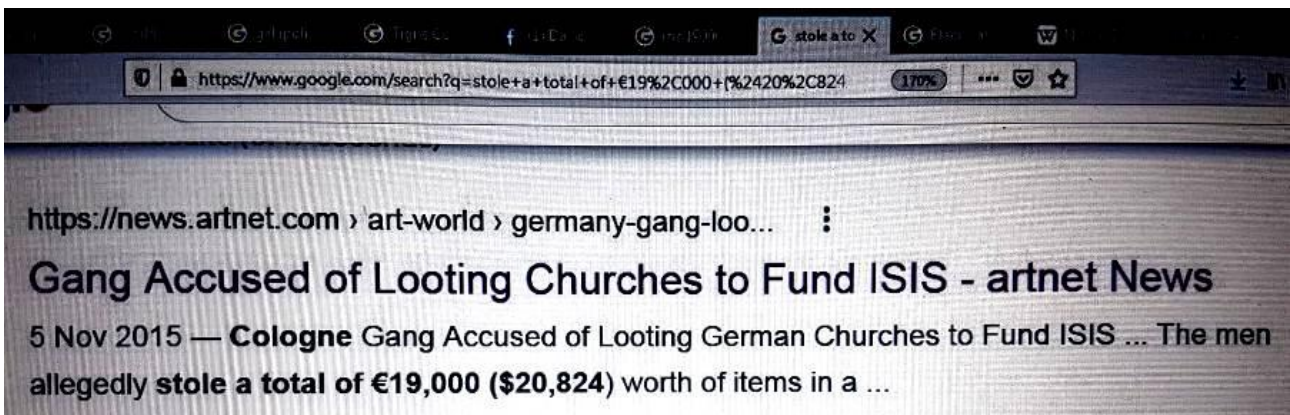 stole a to
https://www.google.com/search?q=stole+a+total+of+€19%2C000+(%2420%2C824
170%
https://news.artnet.com › art-world › germany-gang-loo...
Gang Accused of Looting Churches to Fund ISIS - artnet News
5 Nov 2015 — Cologne Gang Accused of Looting German Churches to Fund ISIS ... The men
allegedly stole a total of €19,000 ($20,824) worth of items in a ...